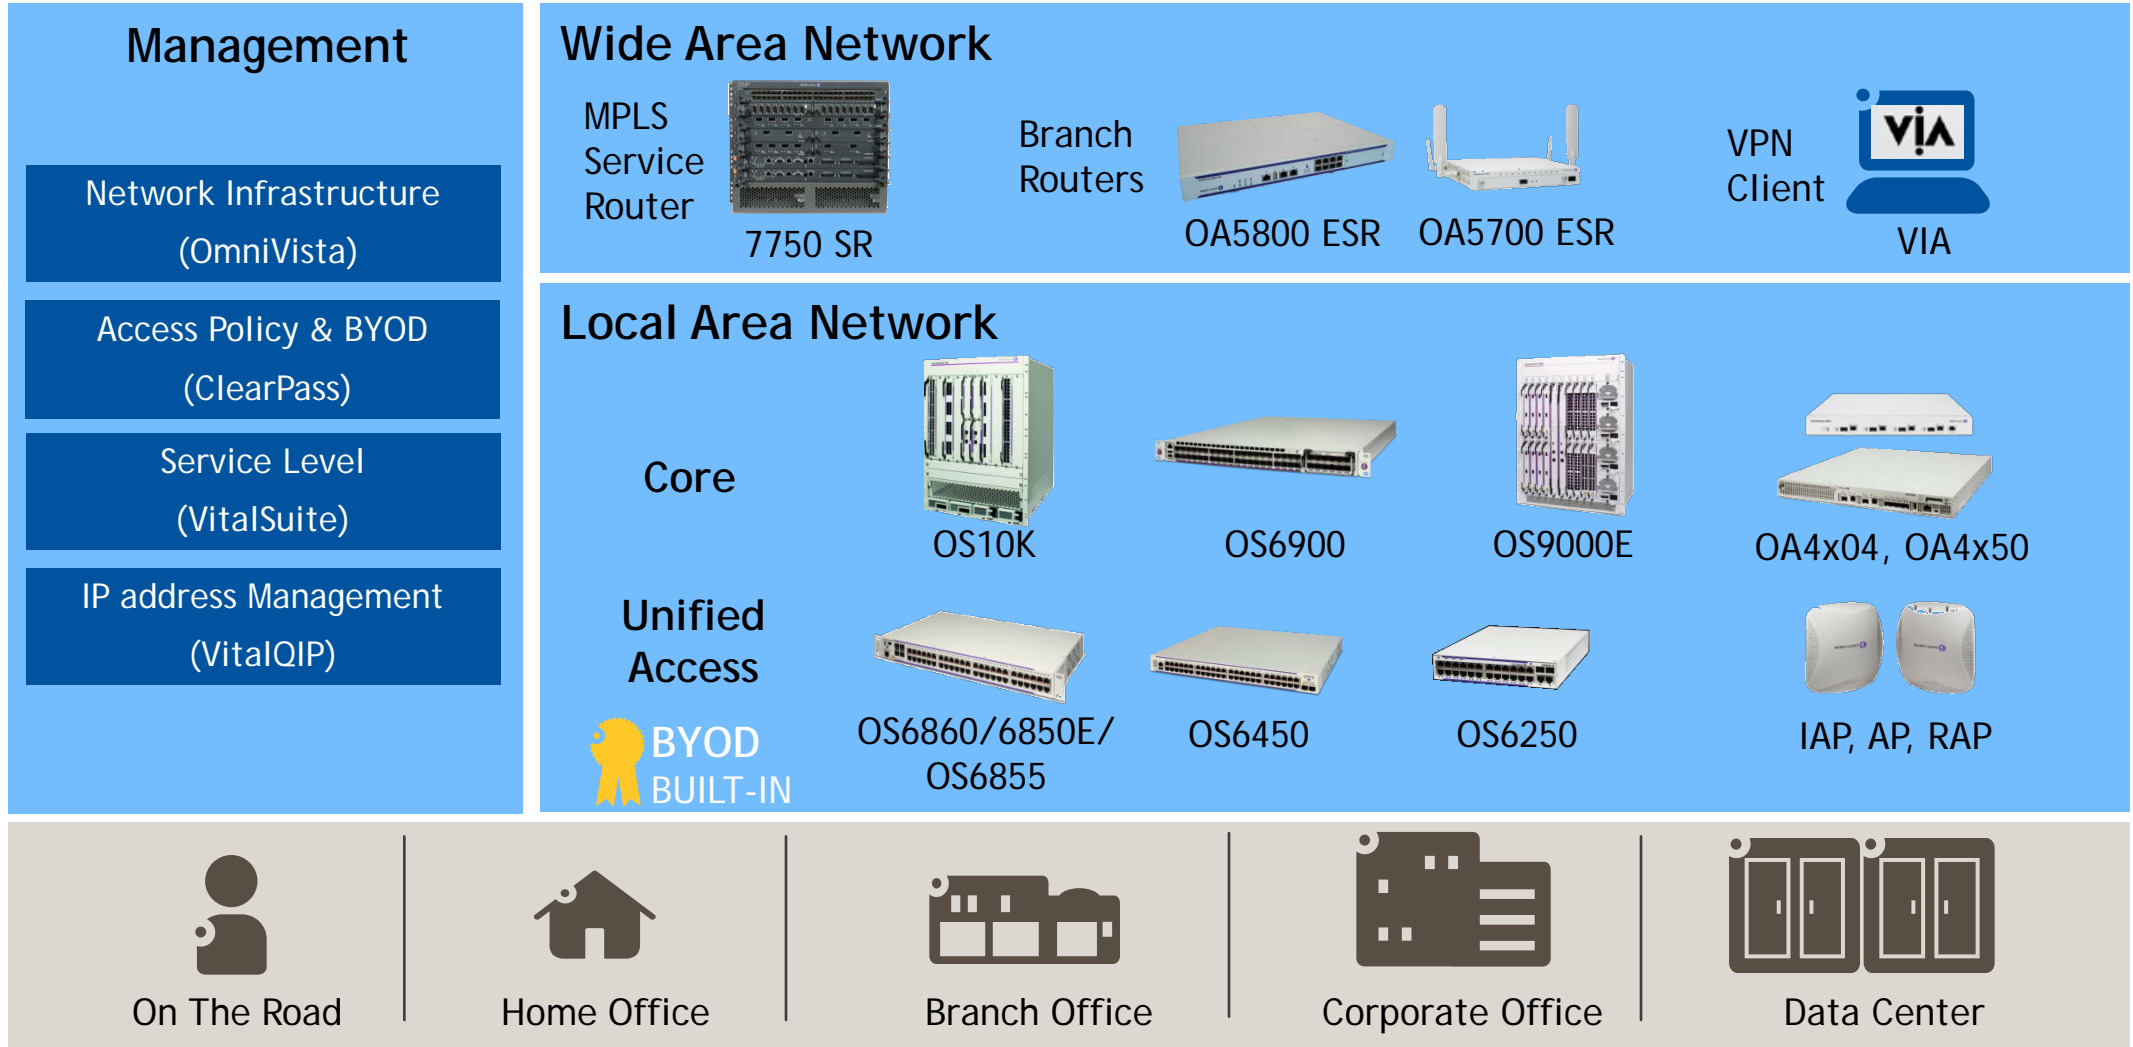 Management
Network Infrastructure
(OmniVista)
Access Policy & BYOD
(ClearPass)
Service Level
(VitalSuite)
IP address Management
(VitalQIP)
Wide Area Network
MPLS
Service
Router
7750 SR
Branch
Routers
OA5800 ESR
OA5700 ESR
VPN
Client
VIA
VIA
Local Area Network
Core
OS10K
OS6900
OS9000E
OA4x04, OA4x50
Unified
Access
BYOD
BUILT-IN
OS6860/6850E/
OS6855
OS6450
OS6250
IAP, AP, RAP
On The Road
Home Office
Branch Office
Corporate Office
Data Center